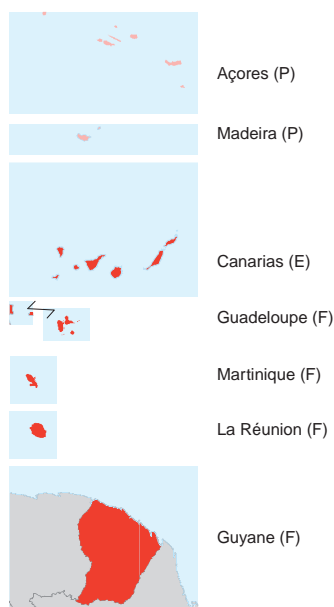 Açores (P)
Madeira (P)
Canarias (E)
Guadeloupe (F)
Martinique (F)
La Réunion (F)
Guyane (F)